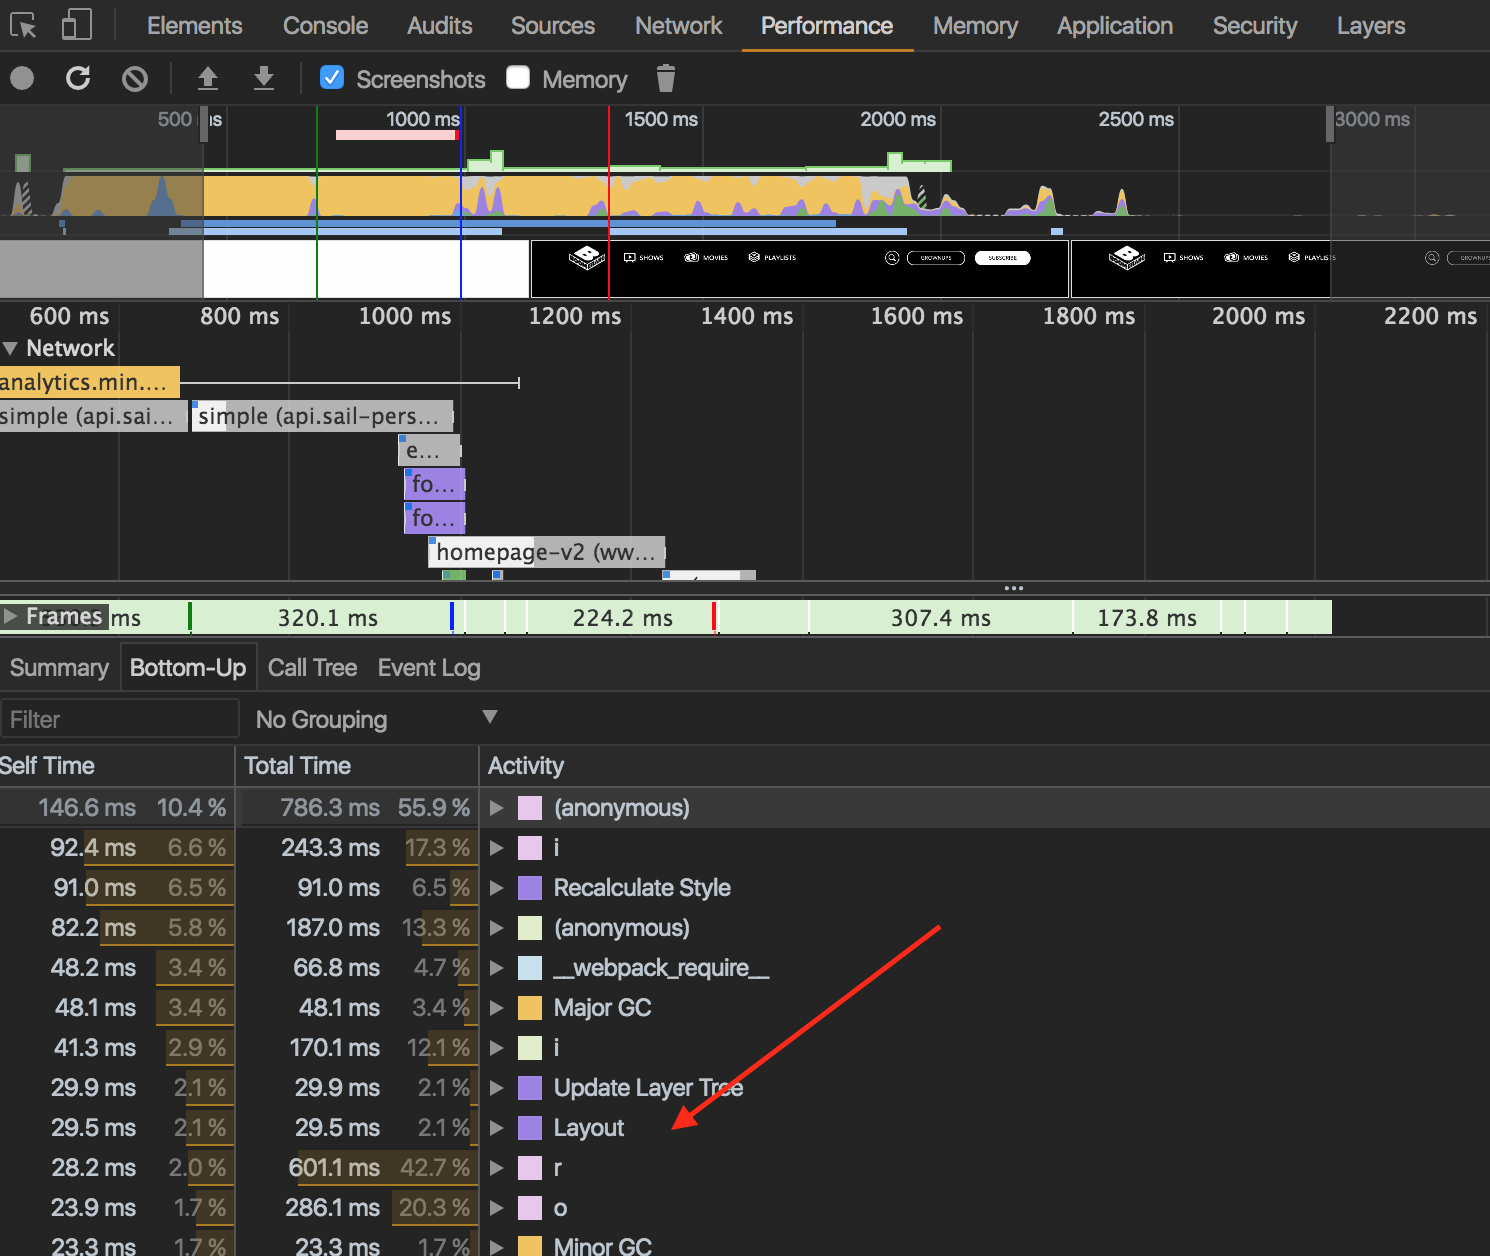 Elements Console Audits Sources Network Performance Memory Application Security Layers
Screenshots Memory
500 ms 1000 ms 1500 ms 2000 ms 2500 ms 3000 ms
SHOWS MOVIES PLAYLISTS GROWNUPS SUBSCRIBE SHOWS MOVIES PLAYLISTS
600 ms 800 ms 1000 ms 1200 ms 1400 ms 1600 ms 1800 ms 2000 ms 2200 ms
Network
analytics.min....
simple (api.sai... simple (api.sail-pers...
e...
fo...
fo...
homepage-v2 (ww...
Frames ms 320.1 ms 224.2 ms 307.4 ms 173.8 ms
Summary Bottom-Up Call Tree Event Log
Filter No Grouping ▼
Self Time Total Time Activity
146.6 ms 10.4 % 786.3 ms 55.9 % (anonymous)
92.4 ms 6.6 % 243.3 ms 17.3 % i
91.0 ms 6.5 % 91.0 ms 6.5 % Recalculate Style
82.2 ms 5.8 % 187.0 ms 13.3 % (anonymous)
48.2 ms 3.4 % 66.8 ms 4.7 % __webpack_require__
48.1 ms 3.4 % 48.1 ms 3.4 % Major GC
41.3 ms 2.9 % 170.1 ms 12.1 % i
29.9 ms 2.1 % 29.9 ms 2.1 % Update Layer Tree
29.5 ms 2.1 % 29.5 ms 2.1 % Layout
28.2 ms 2.0 % 601.1 ms 42.7 % r
23.9 ms 1.7 % 286.1 ms 20.3 % o
23.3 ms 1.7 % 23.3 ms 1.7 % Minor GC